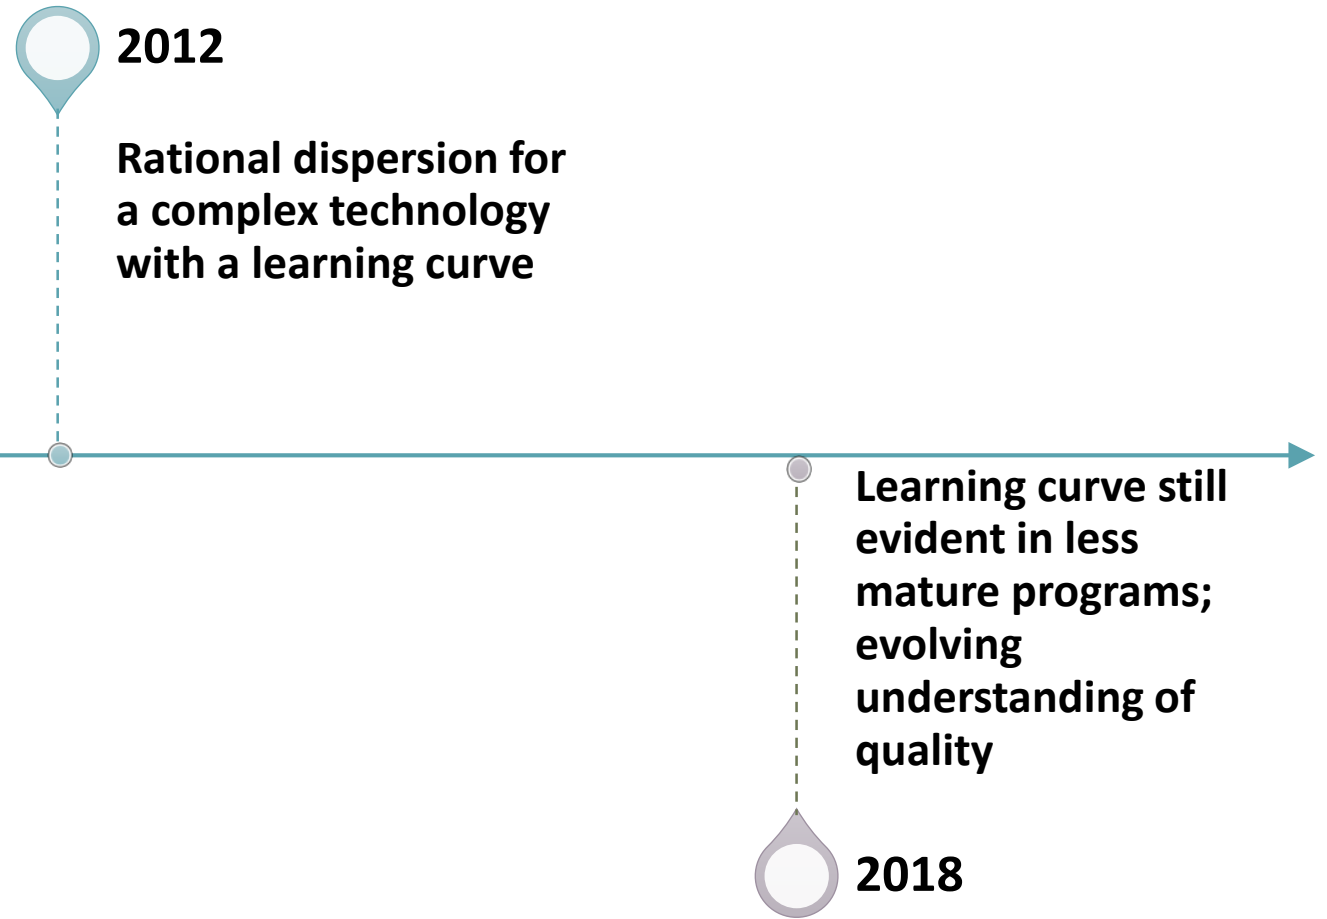 2012
Rational dispersion for
a complex technology
with a learning curve
Learning curve still
evident in less
mature programs;
evolving
understanding of
quality
2018